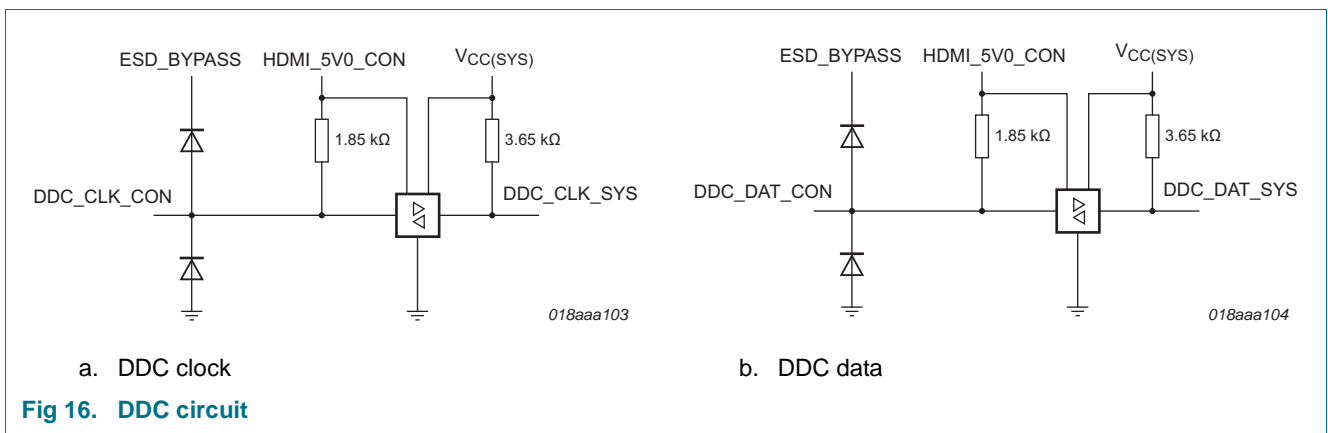 ESD_BYPASS HDMI_5V0_CON VCC(SYS)
1.85 kΩ 3.65 kΩ
DDC_CLK_CON DDC_CLK_SYS
018aaa103
a. DDC clock
ESD_BYPASS HDMI_5V0_CON VCC(SYS)
1.85 kΩ 3.65 kΩ
DDC_DAT_CON DDC_DAT_SYS
018aaa104
b. DDC data
Fig 16. DDC circuit